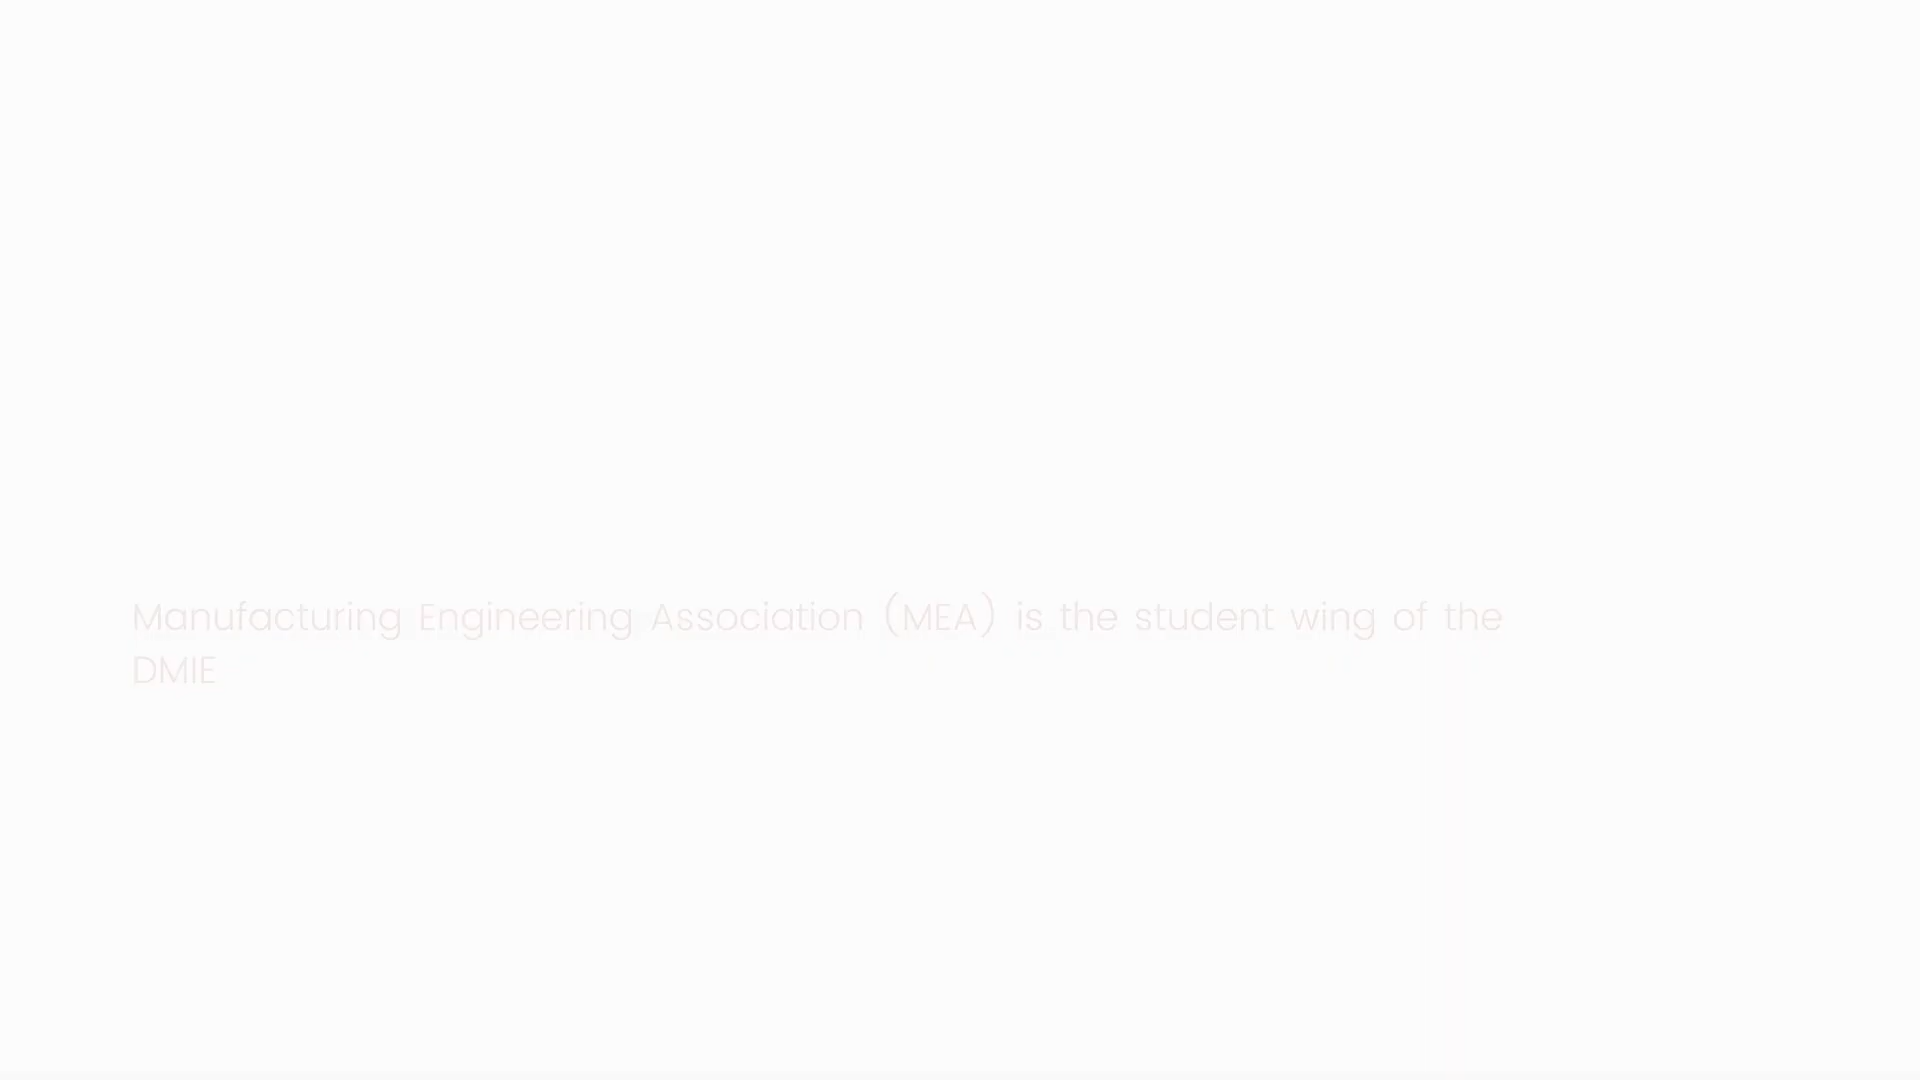 Manufacturing Engineering Association (MEA) is the student wing of the
DMIE